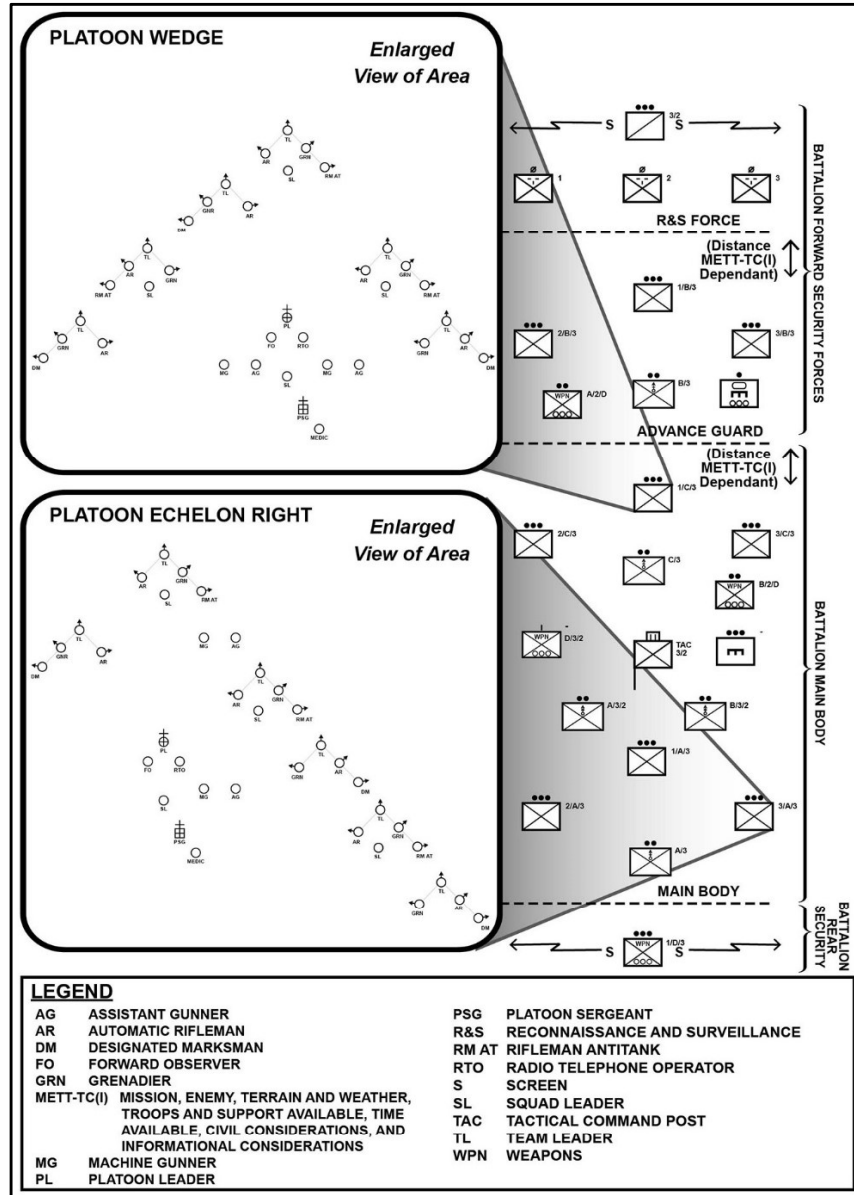 PLATOON WEDGE
Enlarged
View of Area
TL
AR
GRN
SL
RM AT
TL
GNR
AR
DM
TL
AR
GRN
RM AT
SL
TL
AR
GRN
SL
RM AT
TL
GRN
AR
DM
TL
GRN
AR
DM
PL
FO
RTO
MG
AG
SL
MG
AG
PSG
MEDIC
S
3/2
S
1
2
3
R&S FORCE
(Distance
METT-TC(I)
Dependant)
1/B/3
2/B/3
3/B/3
WPN
A/2/D
B/3
ADVANCE GUARD
BATTALION FORWARD SECURITY FORCES
(Distance
METT-TC(I)
Dependant)
1/C/3
PLATOON ECHELON RIGHT
Enlarged
View of Area
TL
AR
GRN
SL
RM AT
TL
GNR
AR
DM
MG
AG
TL
AR
GRN
SL
RM AT
PL
FO
RTO
TL
GRN
AR
DM
MG
AG
SL
TL
AR
GRN
SL
RM AT
PSG
MEDIC
TL
GRN
AR
DM
2/C/3
3/C/3
C/3
WPN
B/2/D
WPN
D/3/2
-
TAC
3/2
-
A/3/2
B/3/2
1/A/3
2/A/3
3/A/3
A/3
MAIN BODY
BATTALION MAIN BODY
S
WPN
1/D/3
S
BATTALION
REAR
SECURITY
LEGEND
AG ASSISTANT GUNNER
AR AUTOMATIC RIFLEMAN
DM DESIGNATED MARKSMAN
FO FORWARD OBSERVER
GRN GRENADIER
METT-TC(I) MISSION, ENEMY, TERRAIN AND WEATHER,
TROOPS AND SUPPORT AVAILABLE, TIME
AVAILABLE, CIVIL CONSIDERATIONS, AND
INFORMATIONAL CONSIDERATIONS
MG MACHINE GUNNER
PL PLATOON LEADER
PSG PLATOON SERGEANT
R&S RECONNAISSANCE AND SURVEILLANCE
RM AT RIFLEMAN ANTITANK
RTO RADIO TELEPHONE OPERATOR
S SCREEN
SL SQUAD LEADER
TAC TACTICAL COMMAND POST
TL TEAM LEADER
WPN WEAPONS